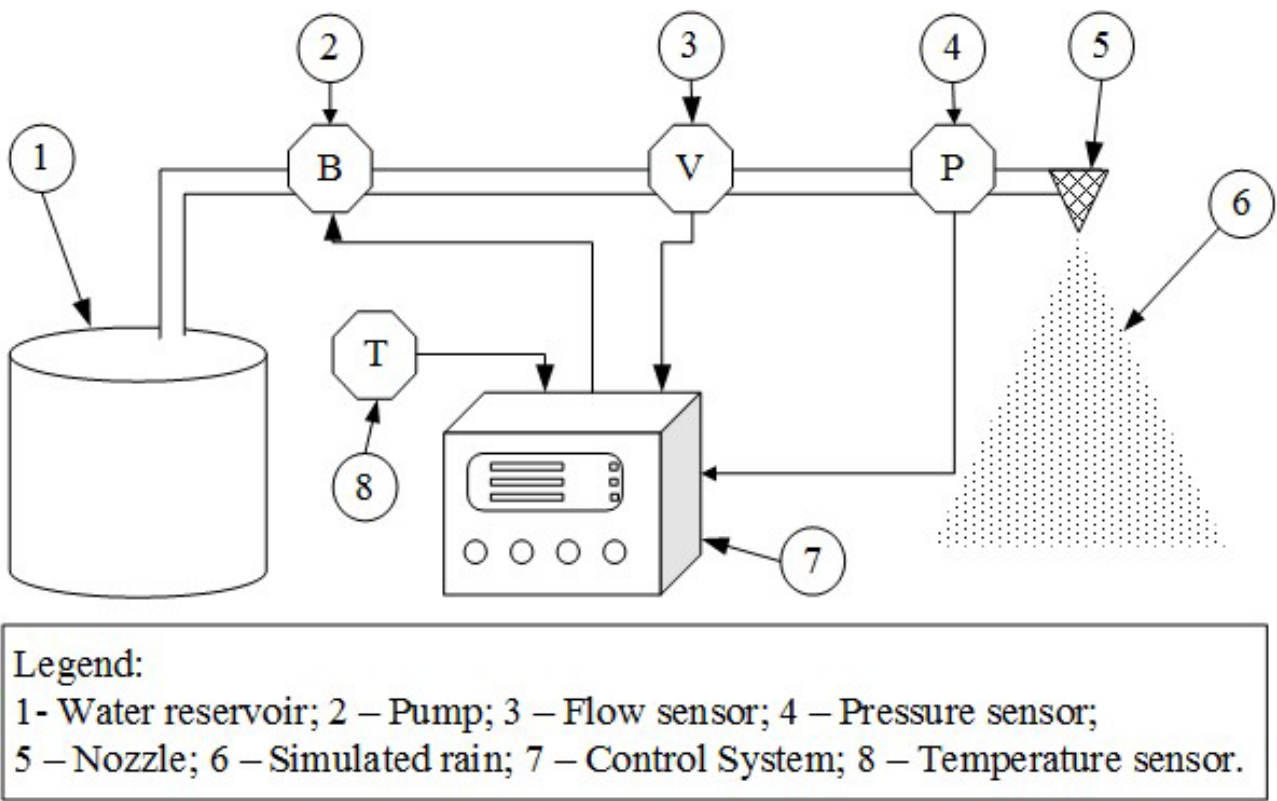 2
3
4
5
1
B
V
P
6
T
8
7
Legend:
1- Water reservoir; 2 – Pump; 3 – Flow sensor; 4 – Pressure sensor;
5 – Nozzle; 6 – Simulated rain; 7 – Control System; 8 – Temperature sensor.